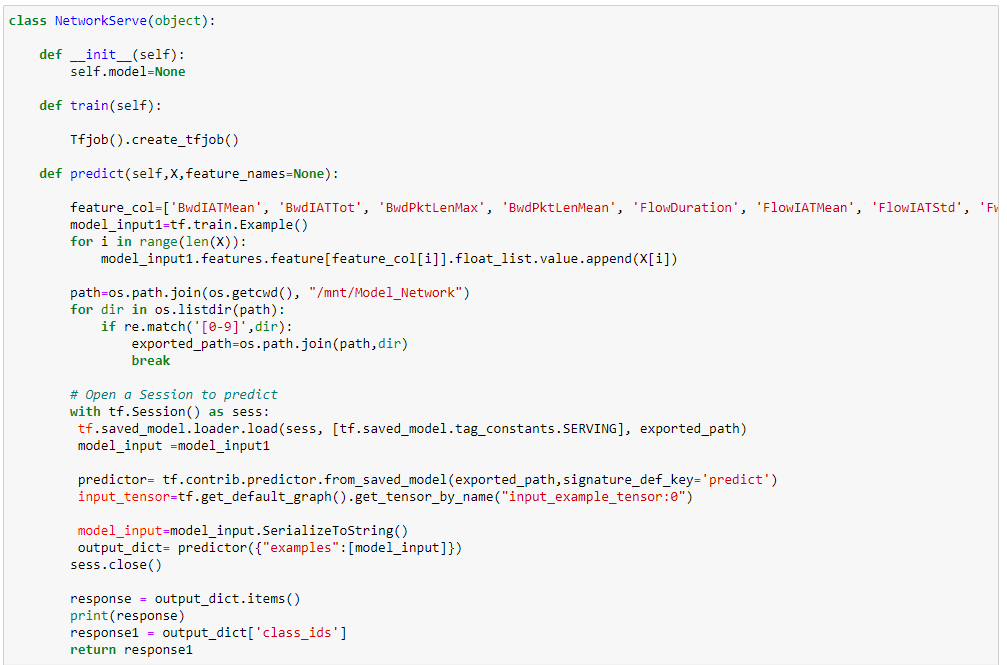 class NetworkServe(object):
def __init__(self):
self.model=None
def train(self):
Tfjob().create_tfjob()
def predict(self,X,feature_names=None):
feature_col=['BwdIATMean', 'BwdIATTot', 'BwdPktLenMax', 'BwdPktLenMean', 'FlowDuration', 'FlowIATMean', 'FlowIATStd',
model_input1=tf.train.Example()
for i in range(len(X)):
model_input1.features.feature[feature_col[i]].float_list.value.append(X[i])
path=os.path.join(os.getcwd(), "/mnt/Model_Network")
for dir in os.listdir(path):
if re.match('[0-9]',dir):
exported_path=os.path.join(path,dir)
break
# Open a Session to predict
with tf.Session() as sess:
tf.saved_model.loader.load(sess, [tf.saved_model.tag_constants.SERVING], exported_path)
model_input =model_input1
predictor= tf.contrib.predictor.from_saved_model(exported_path,signature_def_key='predict')
input_tensor=tf.get_default_graph().get_tensor_by_name("input_example_tensor:0")
model_input=model_input.SerializeToString()
output_dict= predictor({"examples":[model_input]})
sess.close()
response = output_dict.items()
print(response)
response1 = output_dict['class_ids']
return response1